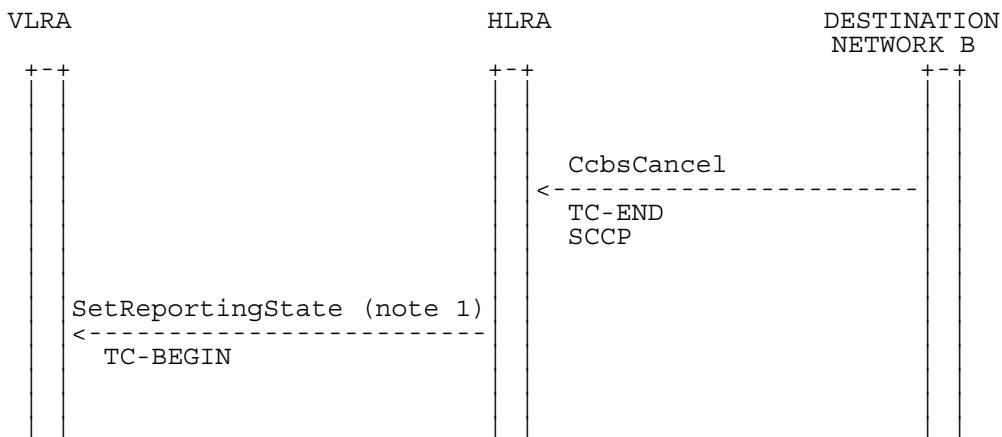 VLRA HLRA DESTINATION
NETWORK B
CcbsCancel
TC-END
SCCP
SetReportingState (note 1)
TC-BEGIN